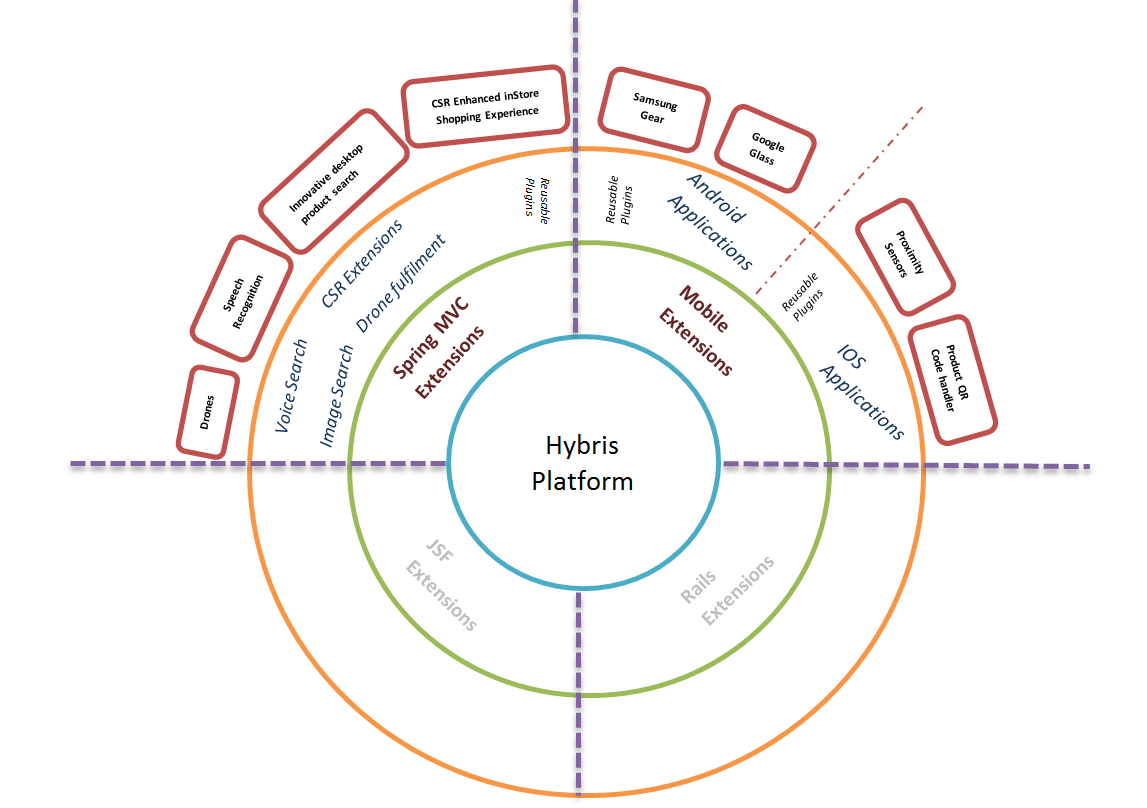 CSR Enhanced inStore
Shopping Experience
Samsung
Gear
Google
Glass
Innovative desktop
product search
Reusable
Plugins
Reusable
Plugins
Android
Applications
Proximity
Sensors
Speech
Recognition
CSR Extensions
Drone fulfilment
Spring MVC
Extensions
Mobile
Extensions
Reusable
Plugins
IOS
Applications
Product QR
Code handler
Drones
Voice Search
Image Search
Hybris
Platform
JSF
Extensions
Rails
Extensions